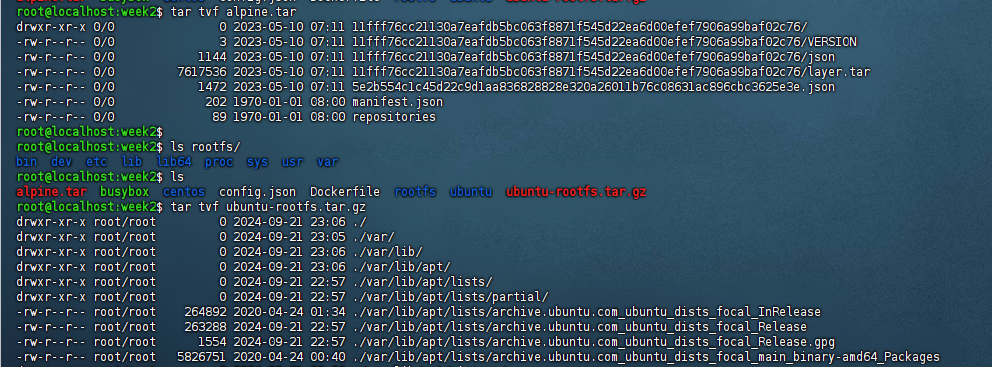 root@localhost:week2$ tar tvf alpine.tar
drwxr-xr-x 0/0               0 2023-05-10 07:11 11fff76cc21130a7eafdb5bc063f8871f545d22ea6d00efef7906a99baf02c76/
-rw-r--r-- 0/0               3 2023-05-10 07:11 11fff76cc21130a7eafdb5bc063f8871f545d22ea6d00efef7906a99baf02c76/VERSION
-rw-r--r-- 0/0            1144 2023-05-10 07:11 11fff76cc21130a7eafdb5bc063f8871f545d22ea6d00efef7906a99baf02c76/json
-rw-r--r-- 0/0         7617536 2023-05-10 07:11 11fff76cc21130a7eafdb5bc063f8871f545d22ea6d00efef7906a99baf02c76/layer.tar
-rw-r--r-- 0/0            1472 2023-05-10 07:11 5e2b554c1c45d22c9d1aa836828828e320a26011b76c08631ac896cbc3625e3e.json
-rw-r--r-- 0/0             202 1970-01-01 08:00 manifest.json
-rw-r--r-- 0/0              89 1970-01-01 08:00 repositories
root@localhost:week2$
root@localhost:week2$ ls rootfs/
bin  dev  etc  lib  lib64  proc  sys  usr  var
root@localhost:week2$ ls
alpine.tar  busybox  centos  config.json  Dockerfile  rootfs  ubuntu  ubuntu-rootfs.tar.gz
root@localhost:week2$ tar tvf ubuntu-rootfs.tar.gz
drwxr-xr-x root/root         0 2024-09-21 23:06 ./
drwxr-xr-x root/root         0 2024-09-21 23:05 ./var/
drwxr-xr-x root/root         0 2024-09-21 23:06 ./var/lib/
drwxr-xr-x root/root         0 2024-09-21 23:06 ./var/lib/apt/
drwxr-xr-x root/root         0 2024-09-21 22:57 ./var/lib/apt/lists/
drwxr-xr-x root/root         0 2024-09-21 22:57 ./var/lib/apt/lists/partial/
-rw-r--r-- root/root    264892 2020-04-24 01:34 ./var/lib/apt/lists/archive.ubuntu.com_ubuntu_dists_focal_InRelease
-rw-r--r-- root/root    263288 2024-09-21 22:57 ./var/lib/apt/lists/archive.ubuntu.com_ubuntu_dists_focal_Release
-rw-r--r-- root/root      1554 2024-09-21 22:57 ./var/lib/apt/lists/archive.ubuntu.com_ubuntu_dists_focal_Release.gpg
-rw-r--r-- root/root   5826751 2020-04-24 00:40 ./var/lib/apt/lists/archive.ubuntu.com_ubuntu_dists_focal_main_binary-amd64_Packages